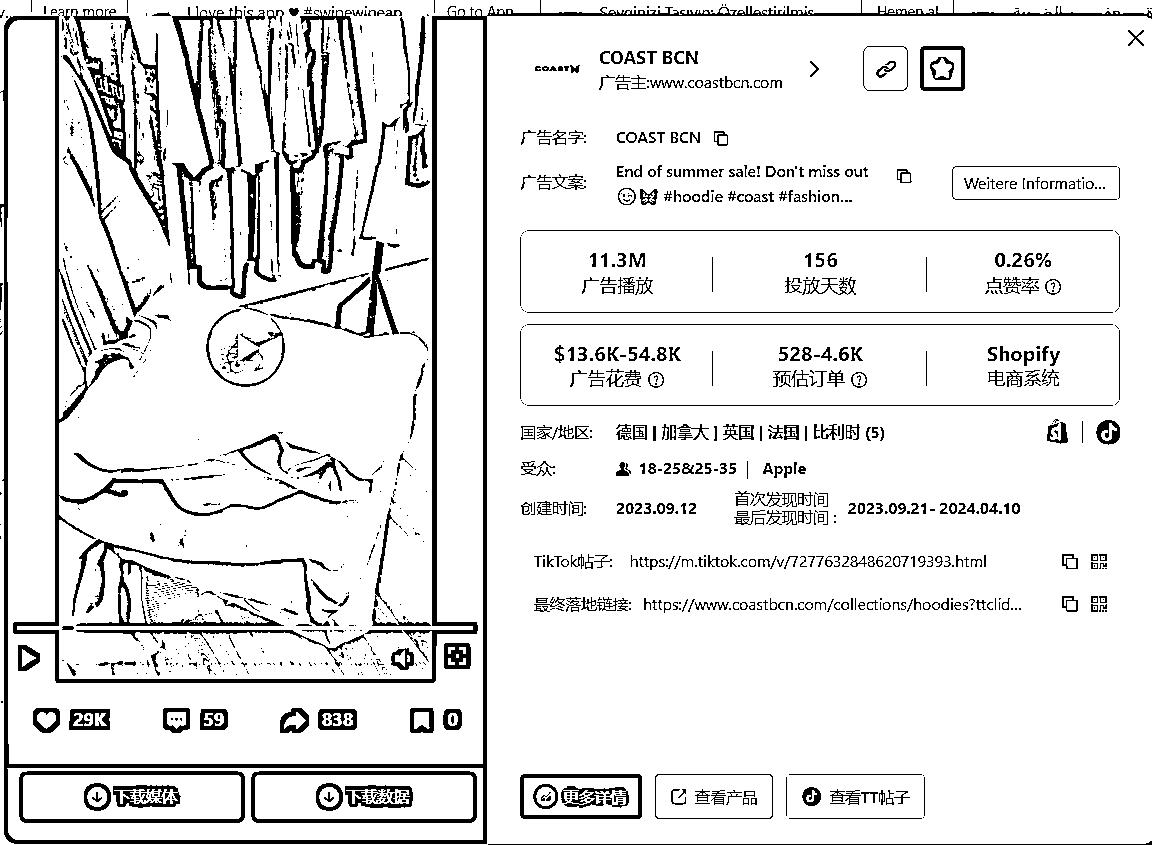 Learn more
I love this app ♥ #swipewipeapp
Go to App
Sevginizi Taşıyın: Özelleştirilmiş
Hemen al
COAST
COAST BCN
广告主:www.coastbcn.com
广告名字: COAST BCN
广告文案: End of summer sale! Don't miss out
#hoodie #coast #fashion...
Weitere Informatio...
11.3M 156 0.26%
广告播放 投放天数 点赞率
$13.6K-54.8K 528-4.6K Shopify
广告花费 预估订单 电商系统
国家/地区: 德国 | 加拿大 | 英国 | 法国 | 比利时 (5)
受众: 18-25&25-35 | Apple
创建时间: 2023.09.12 首次发现时间
最后发现时间: 2023.09.21- 2024.04.10
TikTok帖子: https://m.tiktok.com/v/7277632848620719393.html
最终落地链接: https://www.coastbcn.com/collections/hoodies?ttclid...
29K 59 838 0
下载媒体 下载数据
更多详情 查看产品 查看TT帖子